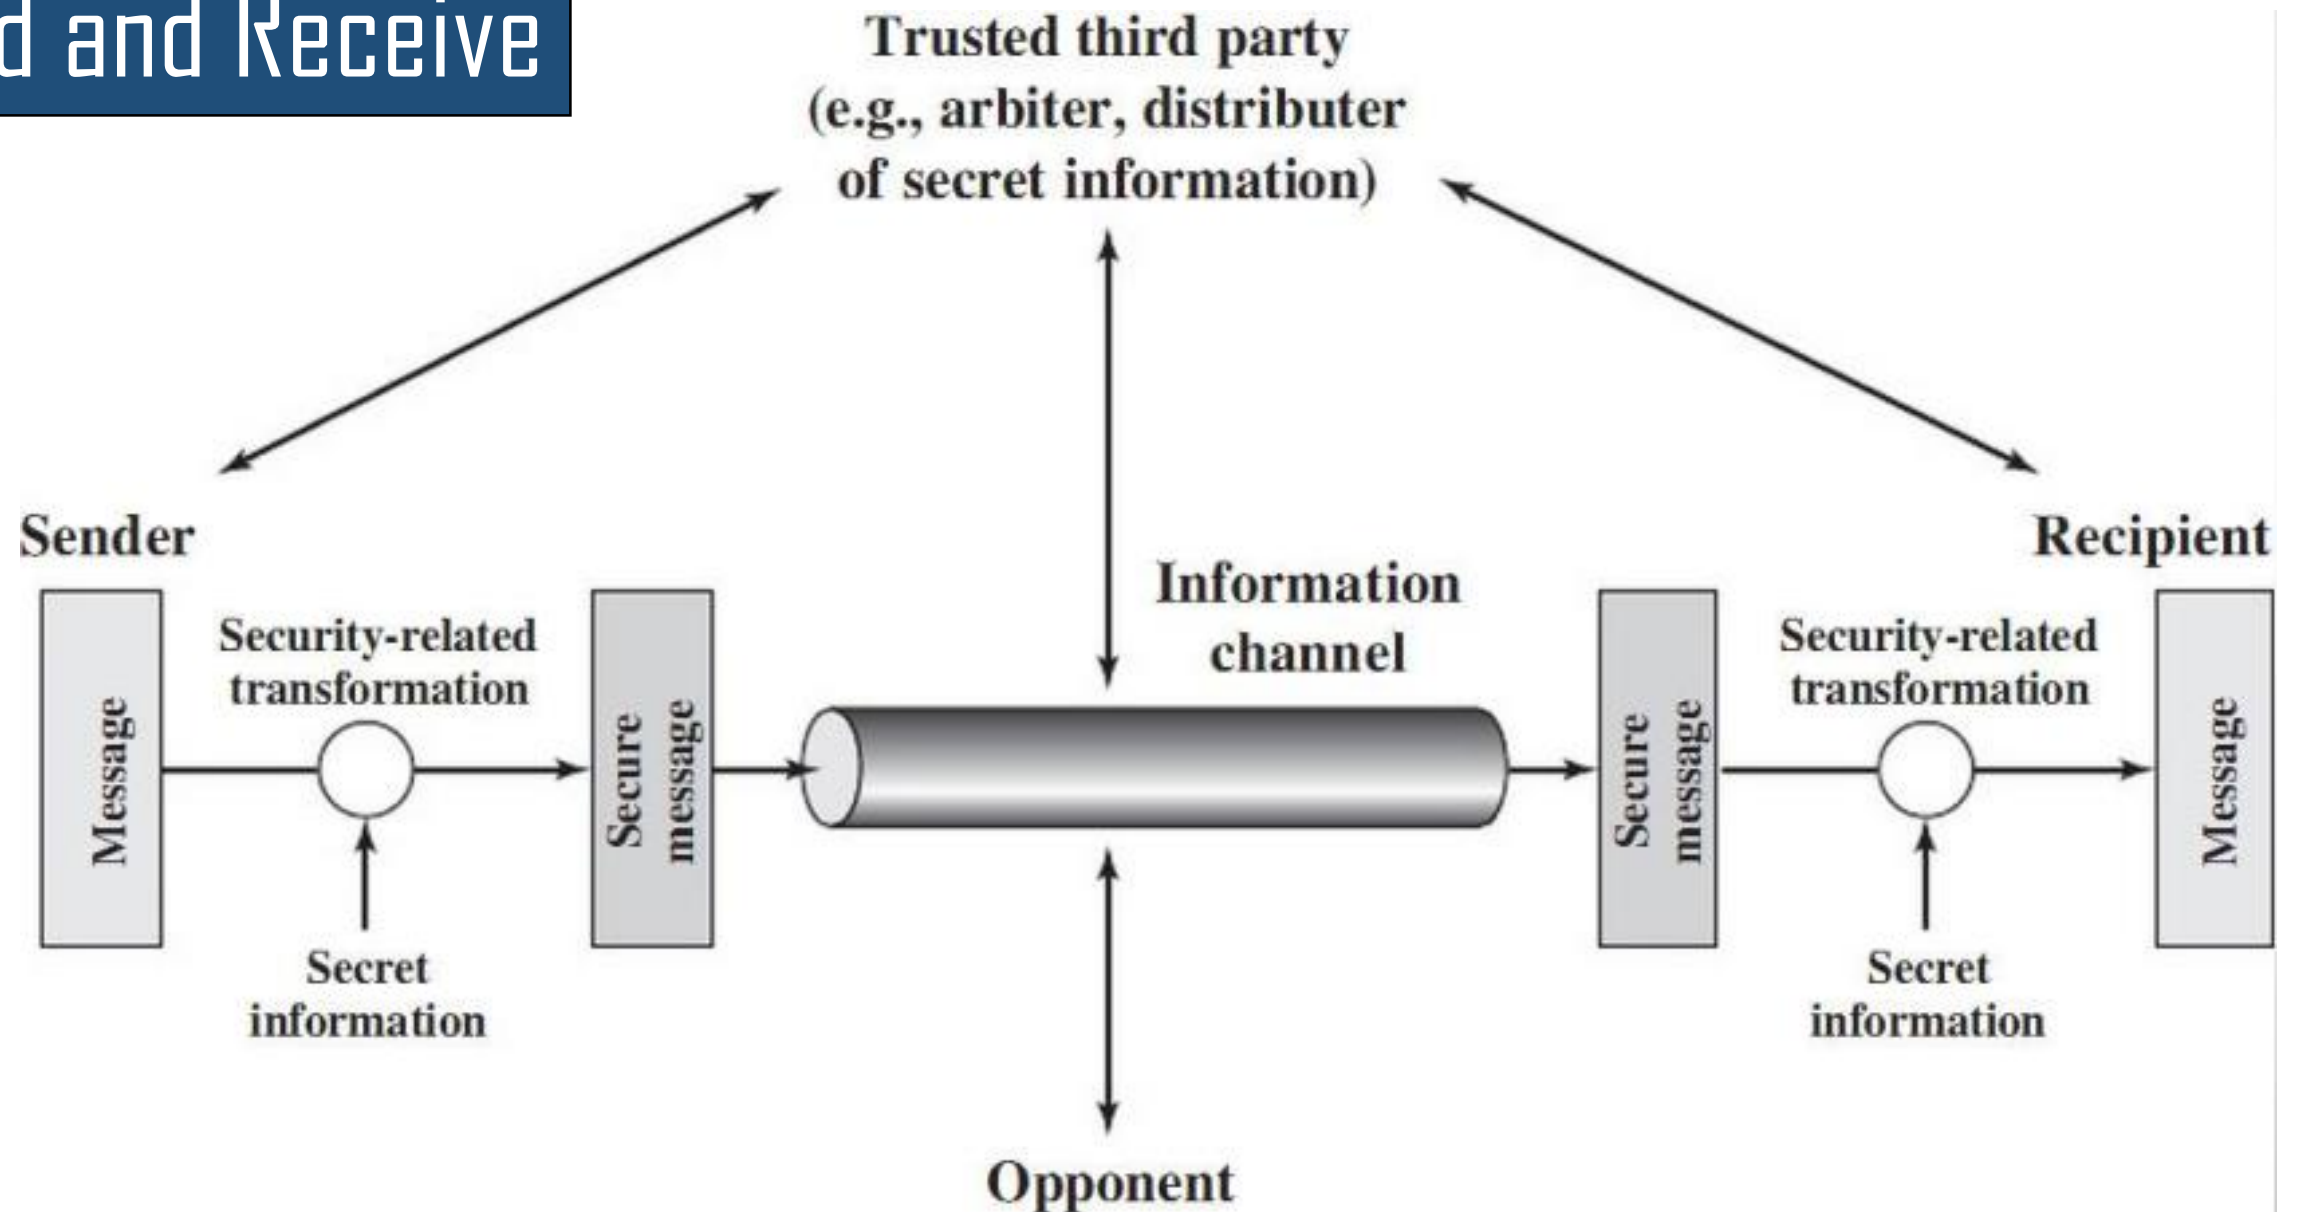 d and Receive
Trusted third party
(e.g., arbiter, distributer
of secret information)
Sender
Recipient
Information
channel
Security-related
transformation
Security-related
transformation
Message
Secure
message
Secure
message
Message
Secret
information
Secret
information
Opponent